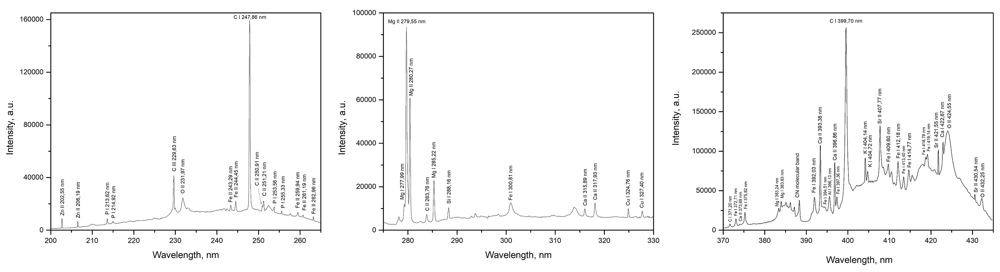 Intensity, a.u.
160000
120000
80000
40000
0
200
210
220
230
240
250
260
Wavelength, nm
Zn II 202,55 nm
Zn II 206,19 nm
P I 213,62 nm
P I 214,92 nm
C III 229,63 nm
O II 231,97 nm
Fe II 243,29 nm
Fe II 244,45 nm
C I 247,86 nm
C II 250,91 nm
C II 251,21 nm
P I 253,56 nm
P I 255,33 nm
Fe II 259,94 nm
Fe II 261,19 nm
Fe II 262,96 nm
Intensity, a.u.
100000
80000
60000
40000
20000
0
280
290
300
310
320
330
Wavelength, nm
Mg I 277,99 nm
Mg II 279,55 nm
Mg II 280,27 nm
C II 283,76 nm
Mg I 285,22 nm
Si I 288,16 nm
Fe I 300,81 nm
Ca II 315,89 nm
Ca II 317,93 nm
Cu I 324,76 nm
Cu I 327,40 nm
Intensity, a.u.
250000
200000
150000
100000
50000
0
370
380
390
400
410
420
430
Wavelength, nm
C I 371,20 nm
Fe I 372,71 nm
Ca II 373,69 nm
Fe I 375,82 nm
Mg I 383,24 nm
Mg I 383,83 nm
CN molecular band
Fe I 392,03 nm
Ca II 393,38 nm
Fe I 394,51 nm
Al I 396,13 nm
Ca II 396,86 nm
Fe I 397,36 nm
C I 399,70 nm
K I 404,14 nm
K I 404,72 nm
Sr II 407,77 nm
Fe I 409,60 nm
Fe I 412,18 nm
Fe I 413,40 nm
Fe I 414,77 nm
Fe I 418,78 nm
Fe I 419,14 nm
Sr II 421,55 nm
Ca I 422,67 nm
O II 424,55 nm
Sr II 430,54 nm
O II 432,25 nm